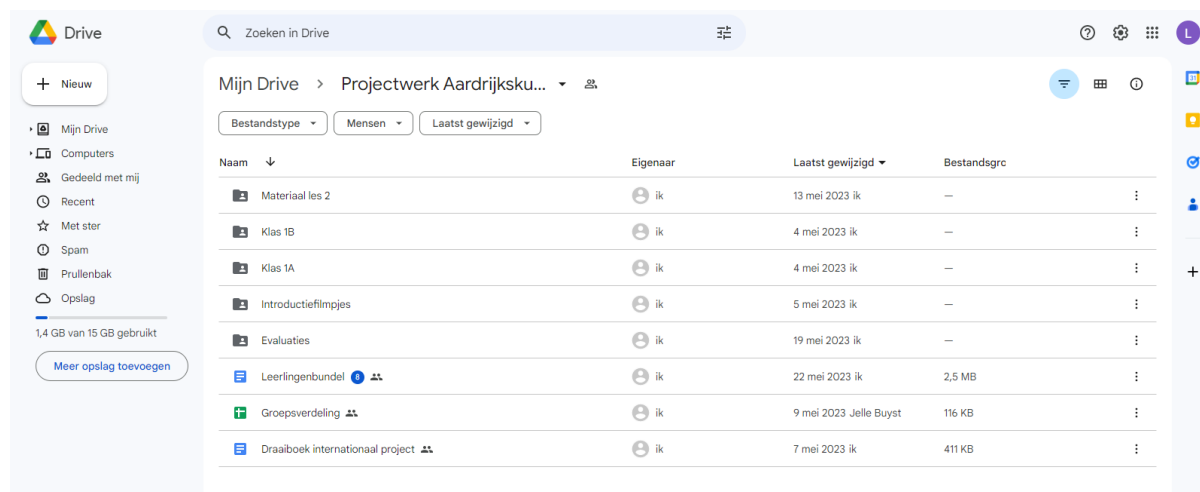 Drive
Zoeken in Drive
L
Nieuw
Mijn Drive > Projectwerk Aardrijksku...
31
Bestandstype
Mensen
Laatst gewijzigd
Mijn Drive
Computers
Gedeeld met mij
Recent
Met ster
Spam
Prullenbak
Opslag
1,4 GB van 15 GB gebruikt
Meer opslag toevoegen
Naam Eigenaar Laatst gewijzigd Bestandsgrc
Materiaal les 2 ik 13 mei 2023 ik —
Klas 1B ik 4 mei 2023 ik —
Klas 1A ik 4 mei 2023 ik —
Introductiefilmpjes ik 5 mei 2023 ik —
Evaluaties ik 19 mei 2023 ik —
Leerlingenbundel 8 ik 22 mei 2023 ik 2,5 MB
Groepsverdeling ik 9 mei 2023 Jelle Buyst 116 KB
Draaiboek internationaal project ik 7 mei 2023 ik 411 KB